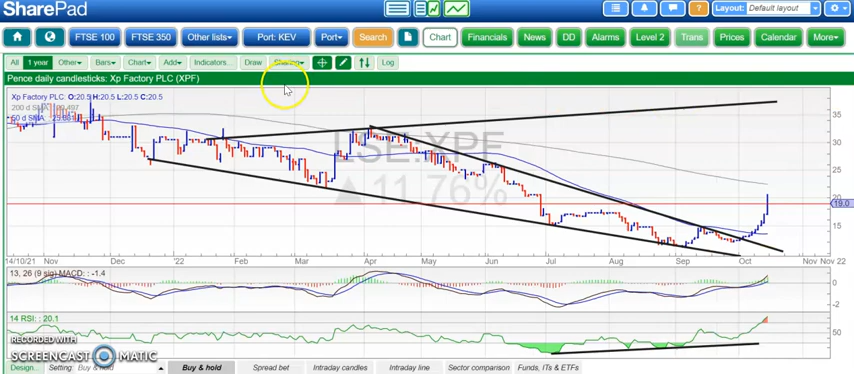 SharePad
Layout: Default layout
FTSE 100 FTSE 350 Other lists Port: KEV Port Search Chart Financials News DD Alarms Level 2 Trans Prices Calendar More
All 1 year Other Bars Chart Add Indicators... Draw Sharing Log
Pence daily candlesticks: Xp Factory PLC (XPF)
Xp Factory PLC: O:20.5 H:20.5 L:20.5 C:20.5
200 d SMA
50 d SMA
LSE:XPF
▲11.76%
35
30
25
20
19.0
15
14/10/21 Nov Dec '22 Feb Mar Apr May Jun Jul Aug Sep Oct Nov Nov 22
13, 26 (9 sig) MACD: -1.4
2
0
-2
14 RSI: 20.1
50
RECORDED WITH
SCREENCAST MATIC
Design... Setting: Buy & hold Buy & hold Spread bet Intraday candles Intraday line Sector comparison Funds, ITs & ETFs